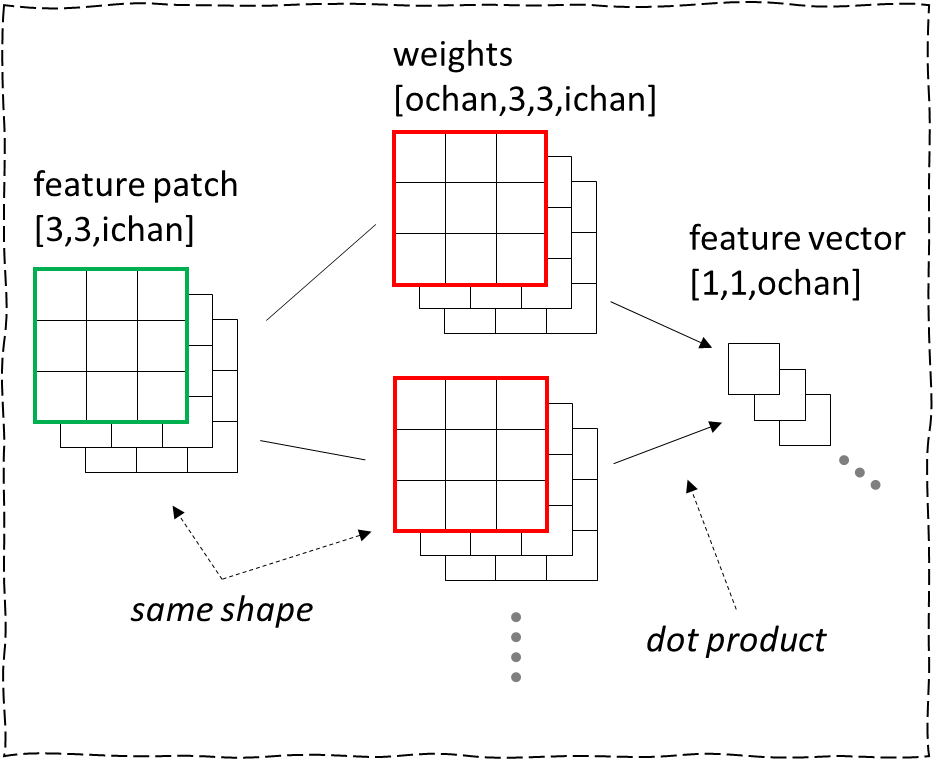 weights
[ochan,3,3,ichan]
feature patch
[3,3,ichan]
feature vector
[1,1,ochan]
same shape
dot product